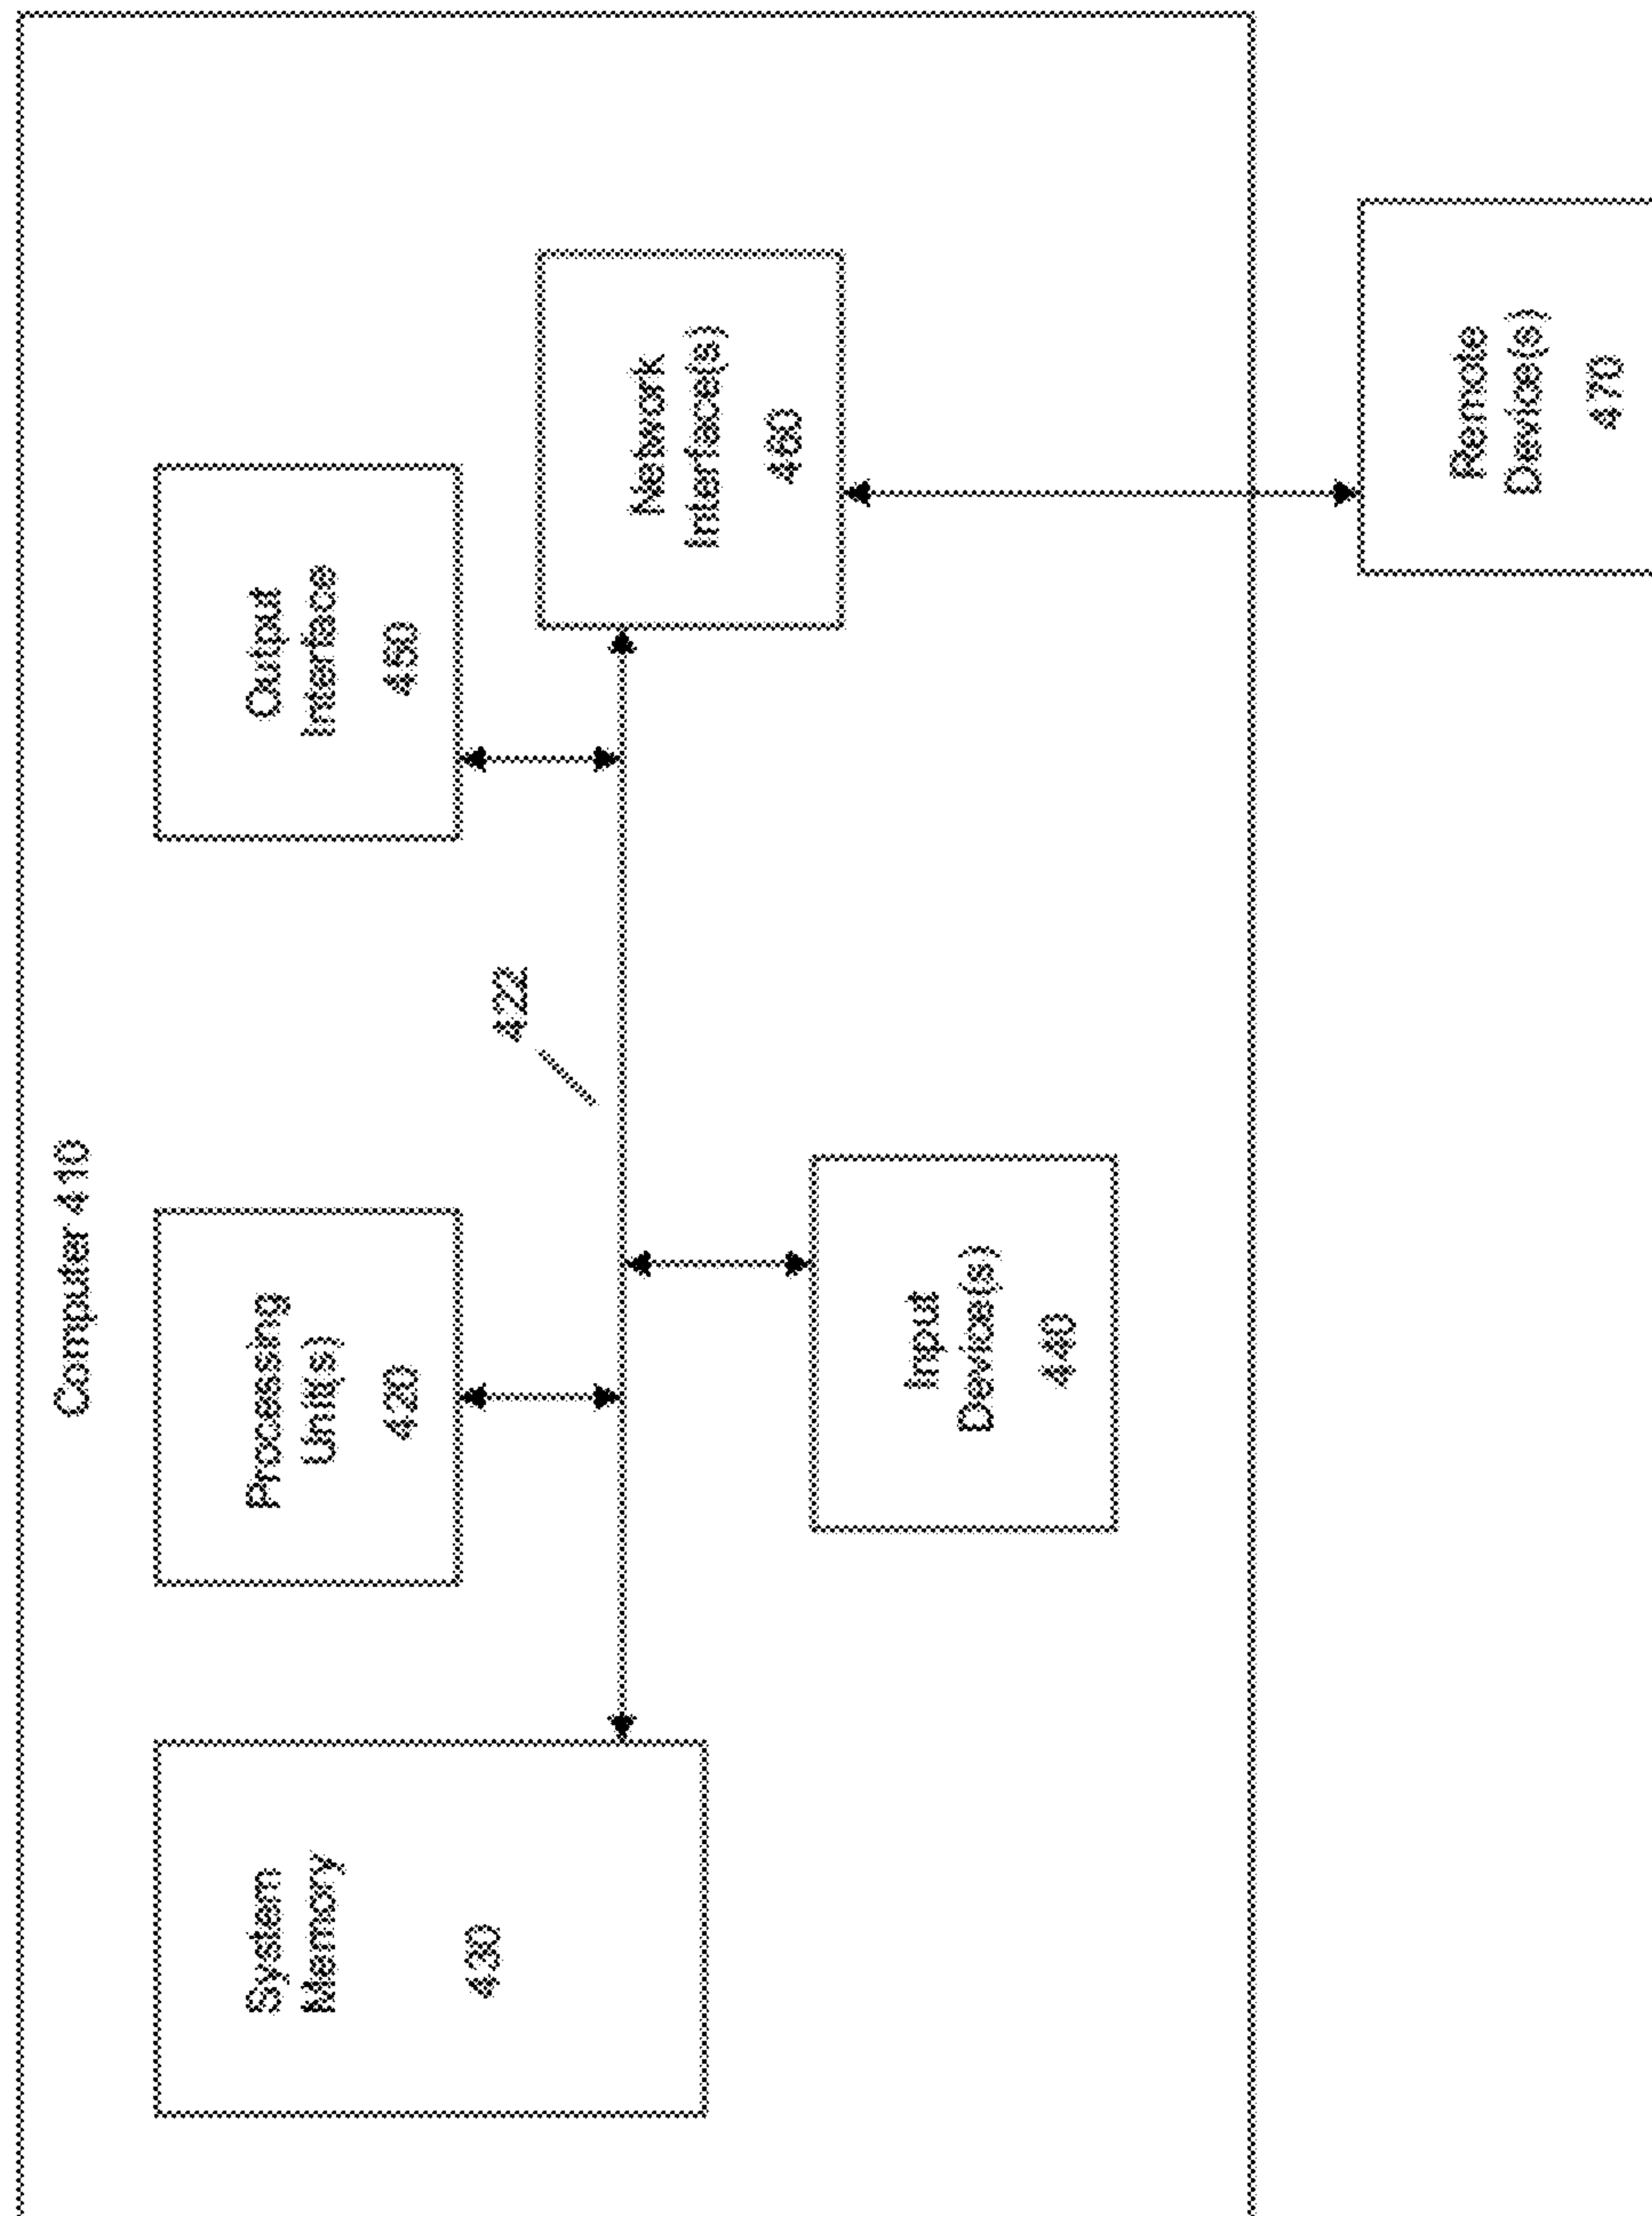 Computer 410
System
Memory
430
Processing
Unit(s)
420
Output
Interface
450
422
Network
Interface(s)
460
Input
Device(s)
440
Remote
Device(s)
470